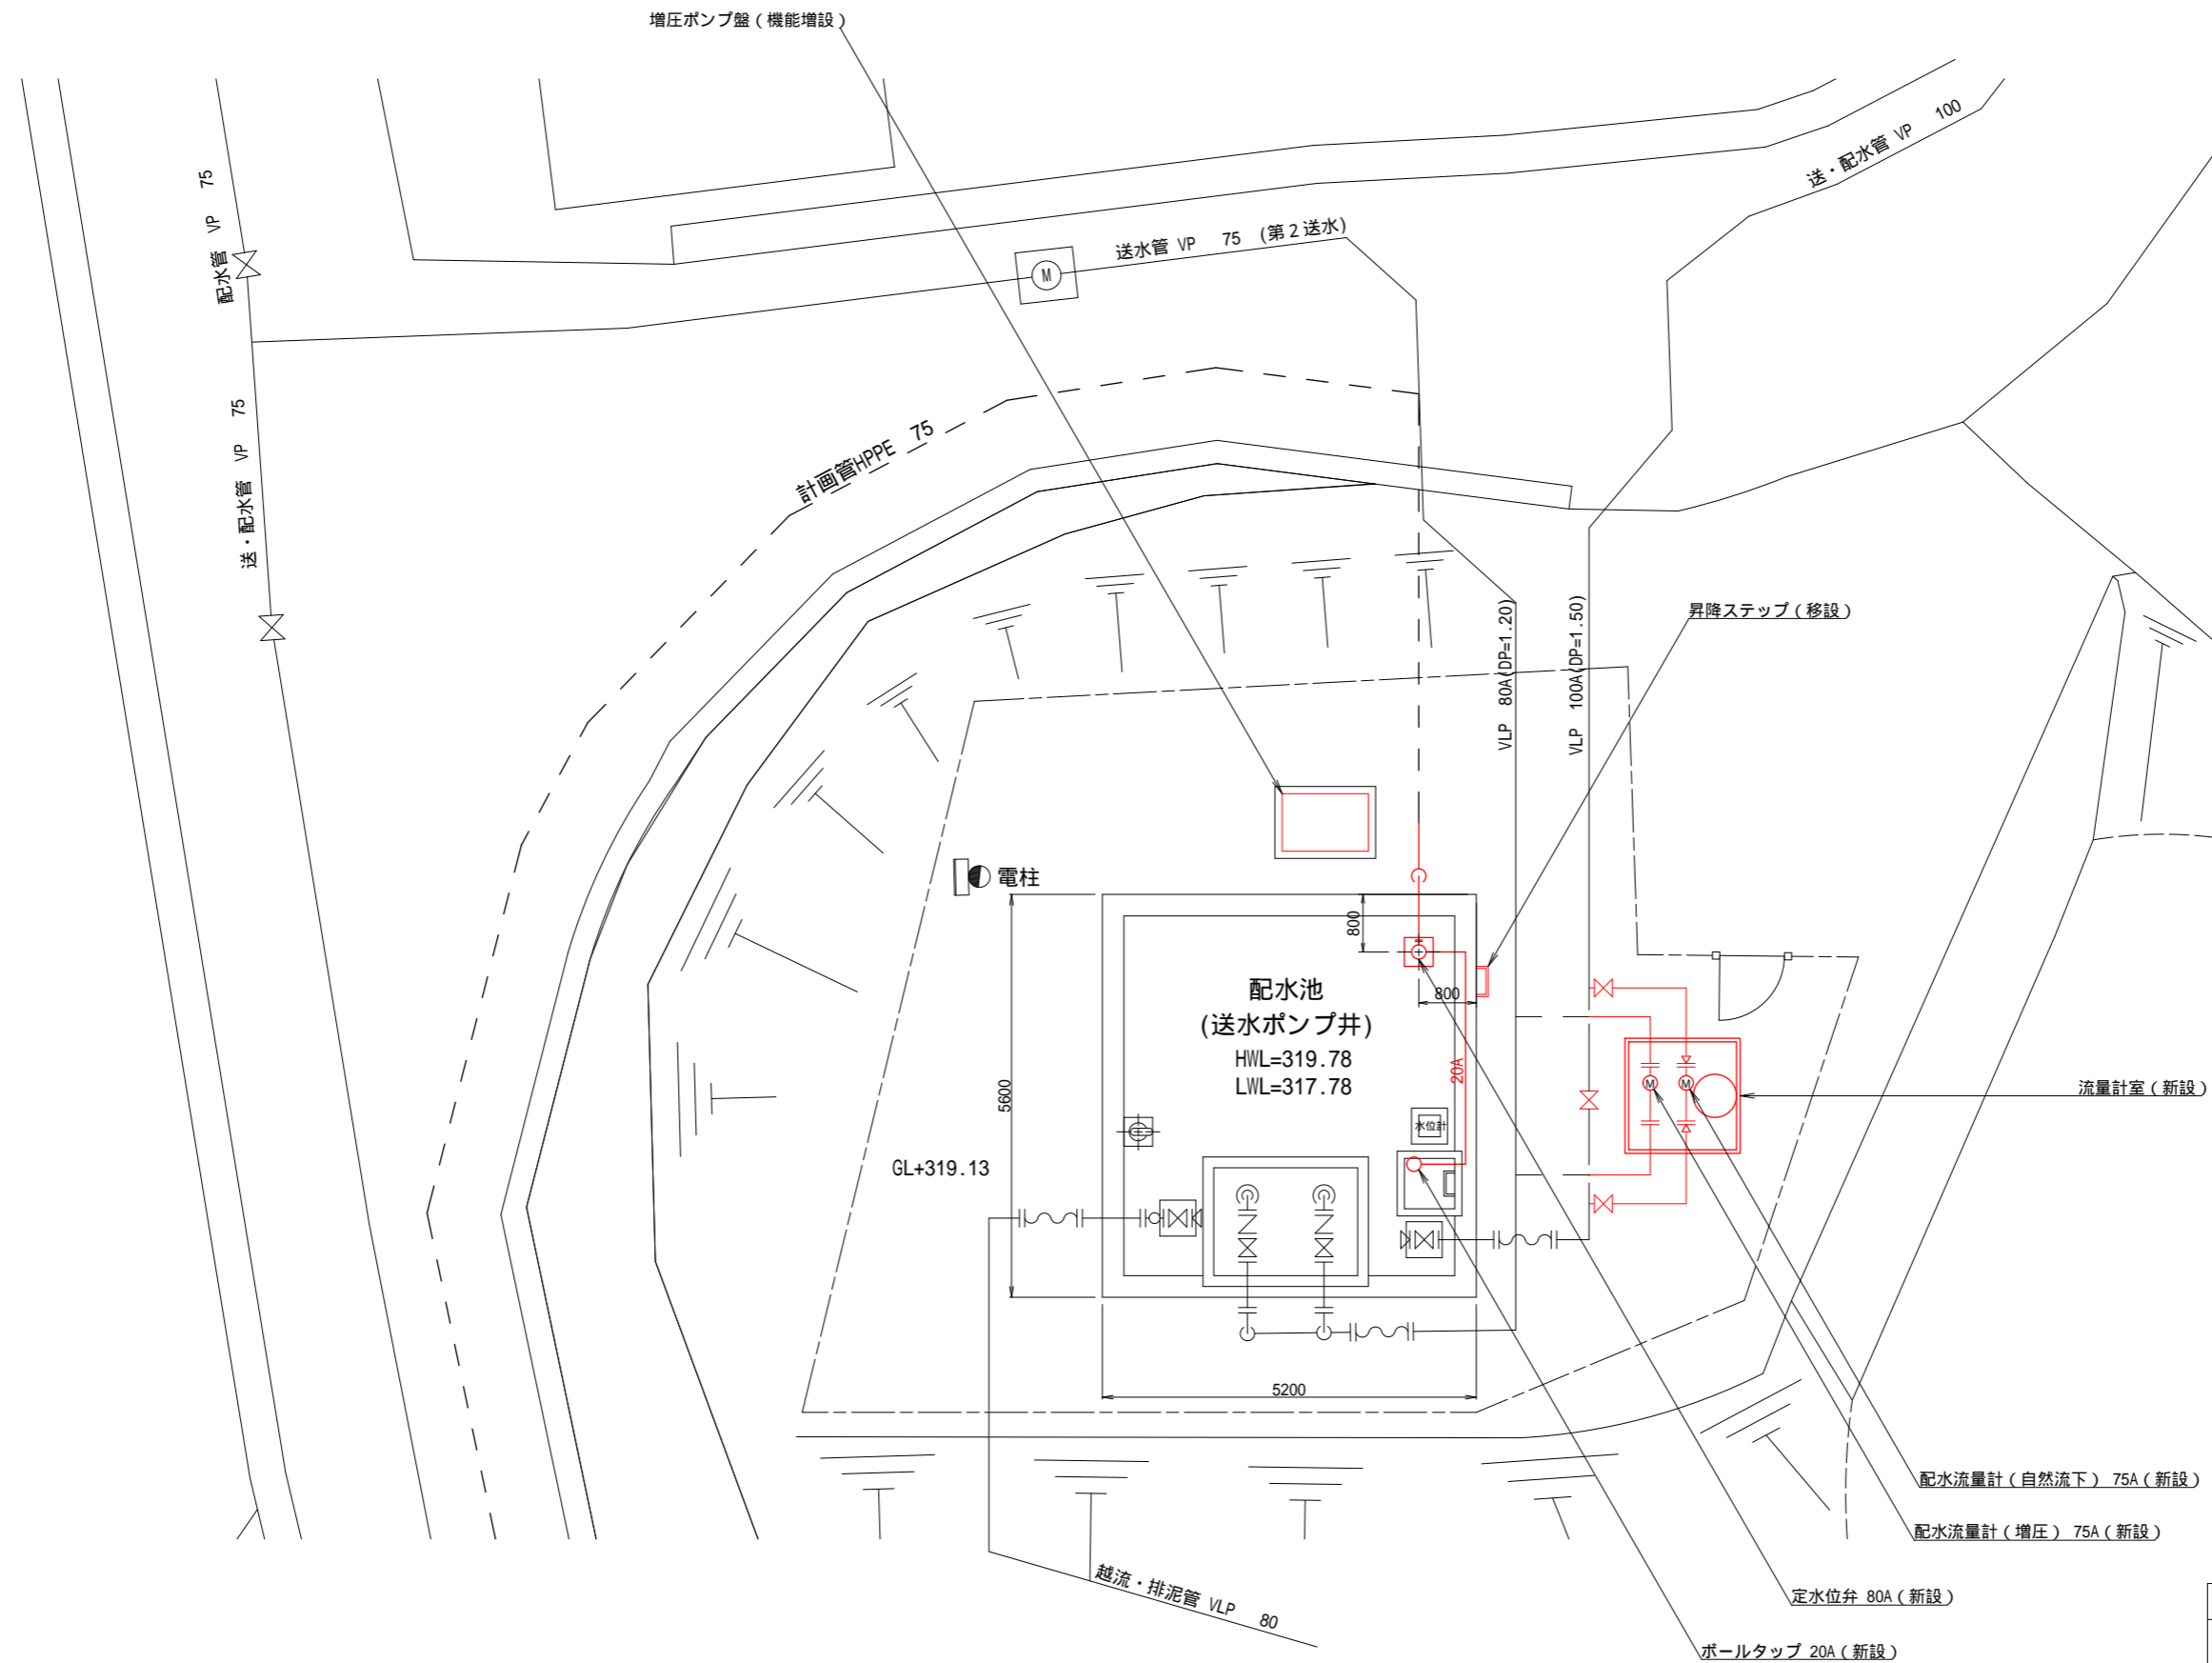 増圧ポンプ盤（機能増設）
送・配水管 VP 100
配水管 VP 75
送水管 VP 75 (第２送水)
送・配水管 VP 75
計画管HPPE 75
VLP 80A(DP=1.20)
VLP 100A(DP=1.50)
昇降ステップ（移設）
M
電柱
800
800
配水池
(送水ポンプ井)
HWL=319.78
LWL=317.78
20A
5600
M
M
流量計室（新設）
水位計
GL+319.13
5200
配水流量計（自然流下） 75A（新設）
配水流量計（増圧） 75A（新設）
越流・排泥管 VLP 80
定水位弁 80A（新設）
ボールタップ 20A（新設）